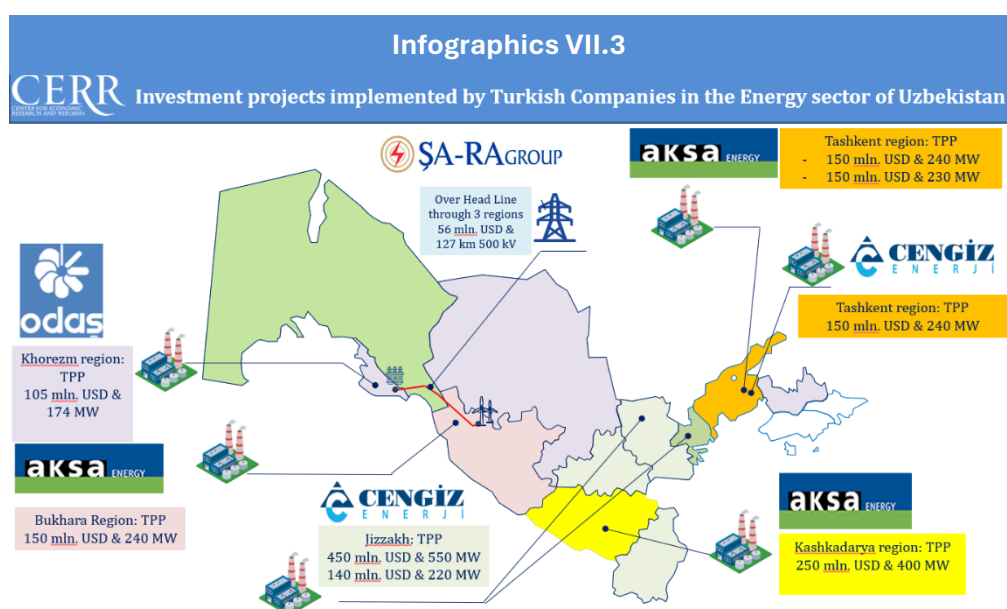 Infographics VII.3
CERR
CENTER FOR ECONOMIC
RESEARCH AND REFORMS
Investment projects implemented by Turkish Companies in the Energy sector of Uzbekistan
ŞA-RA GROUP
Over Head Line
through 3 regions
56 mln. USD &
127 km 500 kV
aksa ENERGY
Tashkent region: TPP
- 150 mln. USD & 240 MW
- 150 mln. USD & 230 MW
CENGİZ
ENERJİ
Tashkent region: TPP
150 mln. USD & 240 MW
odaş
Khorezm region:
TPP
105 mln. USD &
174 MW
aksa ENERGY
Bukhara Region: TPP
150 mln. USD & 240 MW
CENGİZ
ENERJİ
Jizzakh: TPP
450 mln. USD & 550 MW
140 mln. USD & 220 MW
aksa ENERGY
Kashkadarya region: TPP
250 mln. USD & 400 MW